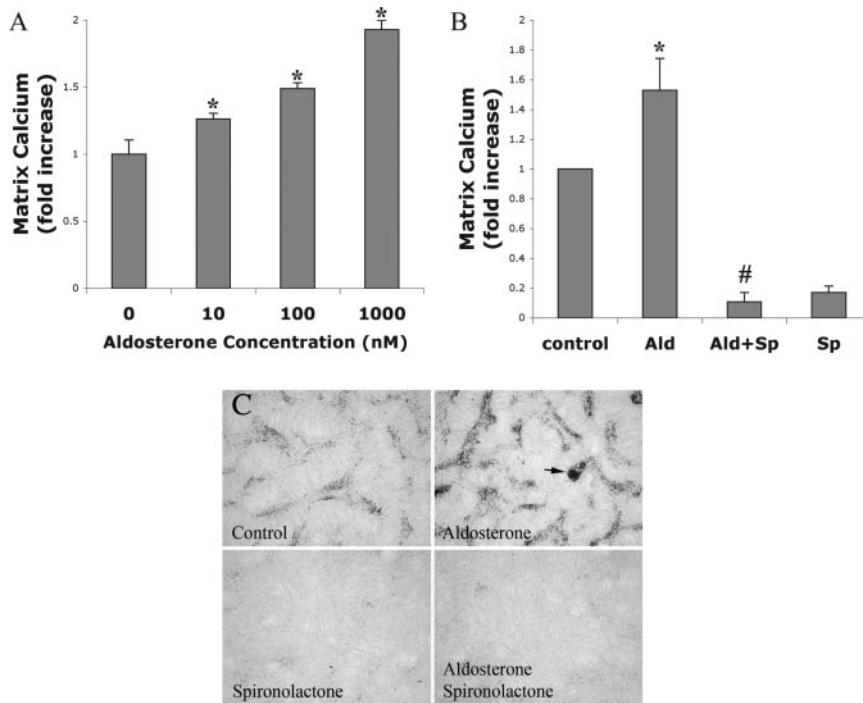 A
Matrix Calcium
(fold increase)
2
1.5
1
0.5
0
*
*
*
0 10 100 1000
Aldosterone Concentration (nM)
B
Matrix Calcium
(fold increase)
2
1.8
1.6
1.4
1.2
1
0.8
0.6
0.4
0.2
0
*
#
control Ald Ald+Sp Sp
C
Control
Aldosterone
Spironolactone
Aldosterone
Spironolactone